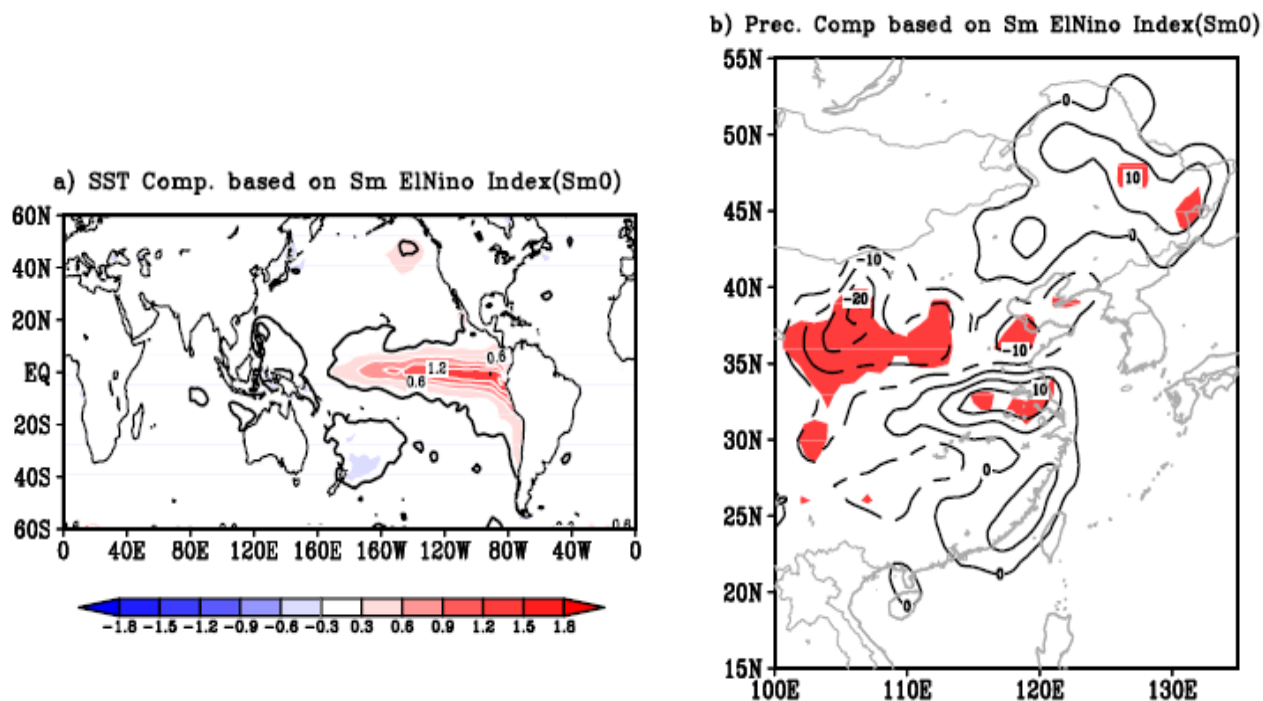 a) SST Comp. based on Sm ElNino Index(Sm0)
60N
40N
20N
EQ
20S
40S
60S
0.6
1.2
0.6
0.6
0 40E 80E 120E 160E 160W 120W 80W 40W 0
-1.8 -1.5 -1.2 -0.9 -0.6 -0.3 0.3 0.6 0.9 1.2 1.5 1.8
b) Prec. Comp based on Sm ElNino Index(Sm0)
55N
50N
45N
40N
35N
30N
25N
20N
15N
0
10
0
-10
-20
-10
10
0
0
0
100E 110E 120E 130E